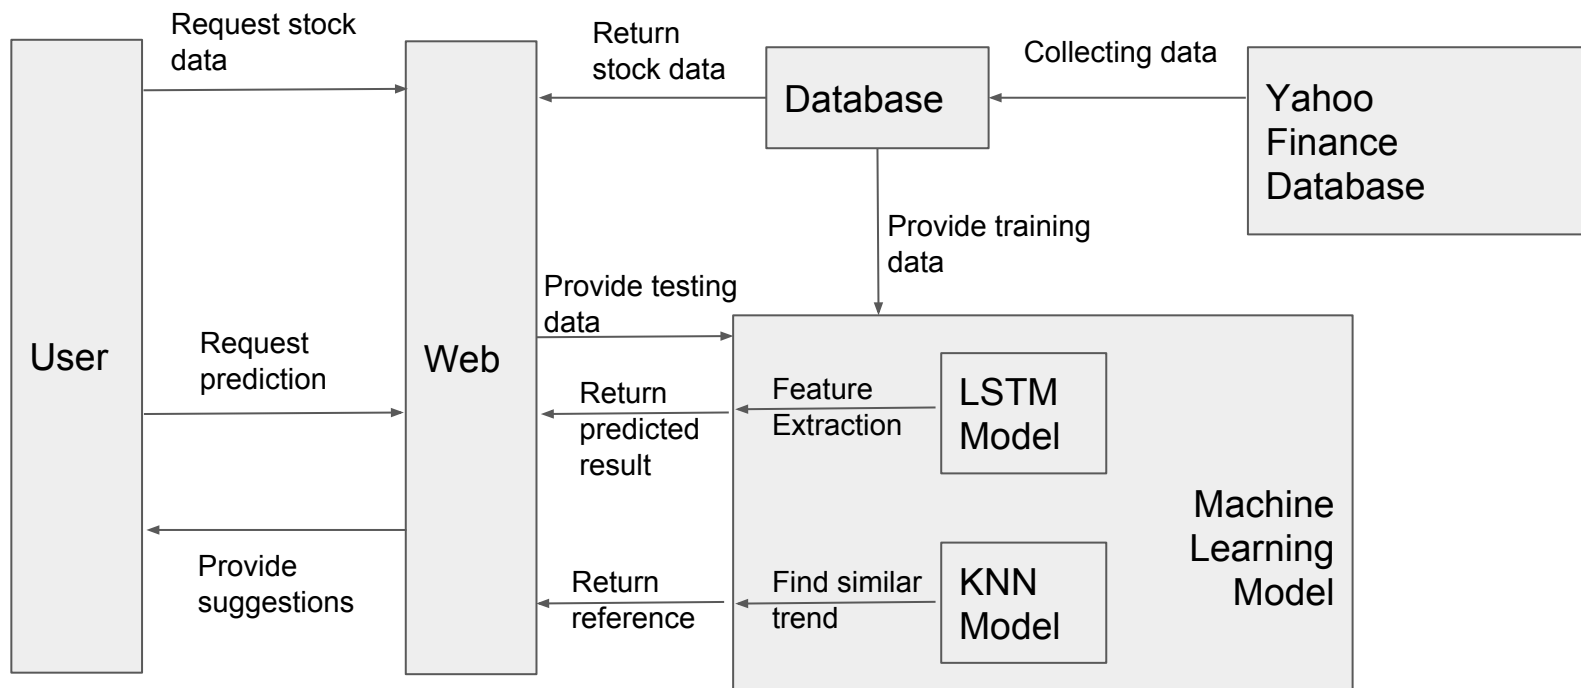 Request stock
data
Return
stock data
Collecting data
Database
Yahoo
Finance
Database
Provide training
data
Provide testing
data
User
Request
prediction
Web
Return
predicted
result
Feature
Extraction
LSTM
Model
Machine
Learning
Model
Provide
suggestions
Return
reference
Find similar
trend
KNN
Model